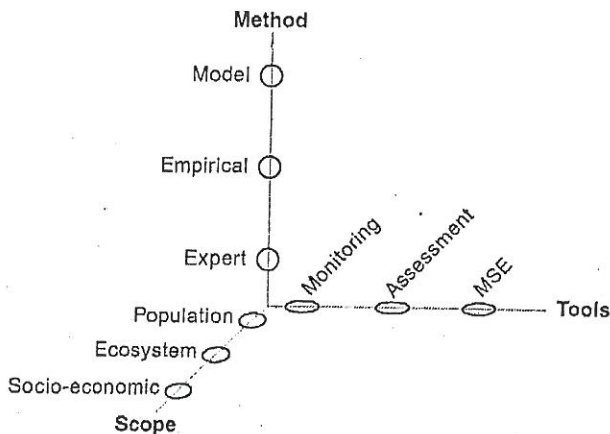 Method
Model
Empirical
Expert
Monitoring
Assessment
MSE
Tools
Population
Ecosystem
Socio-economic
Scope